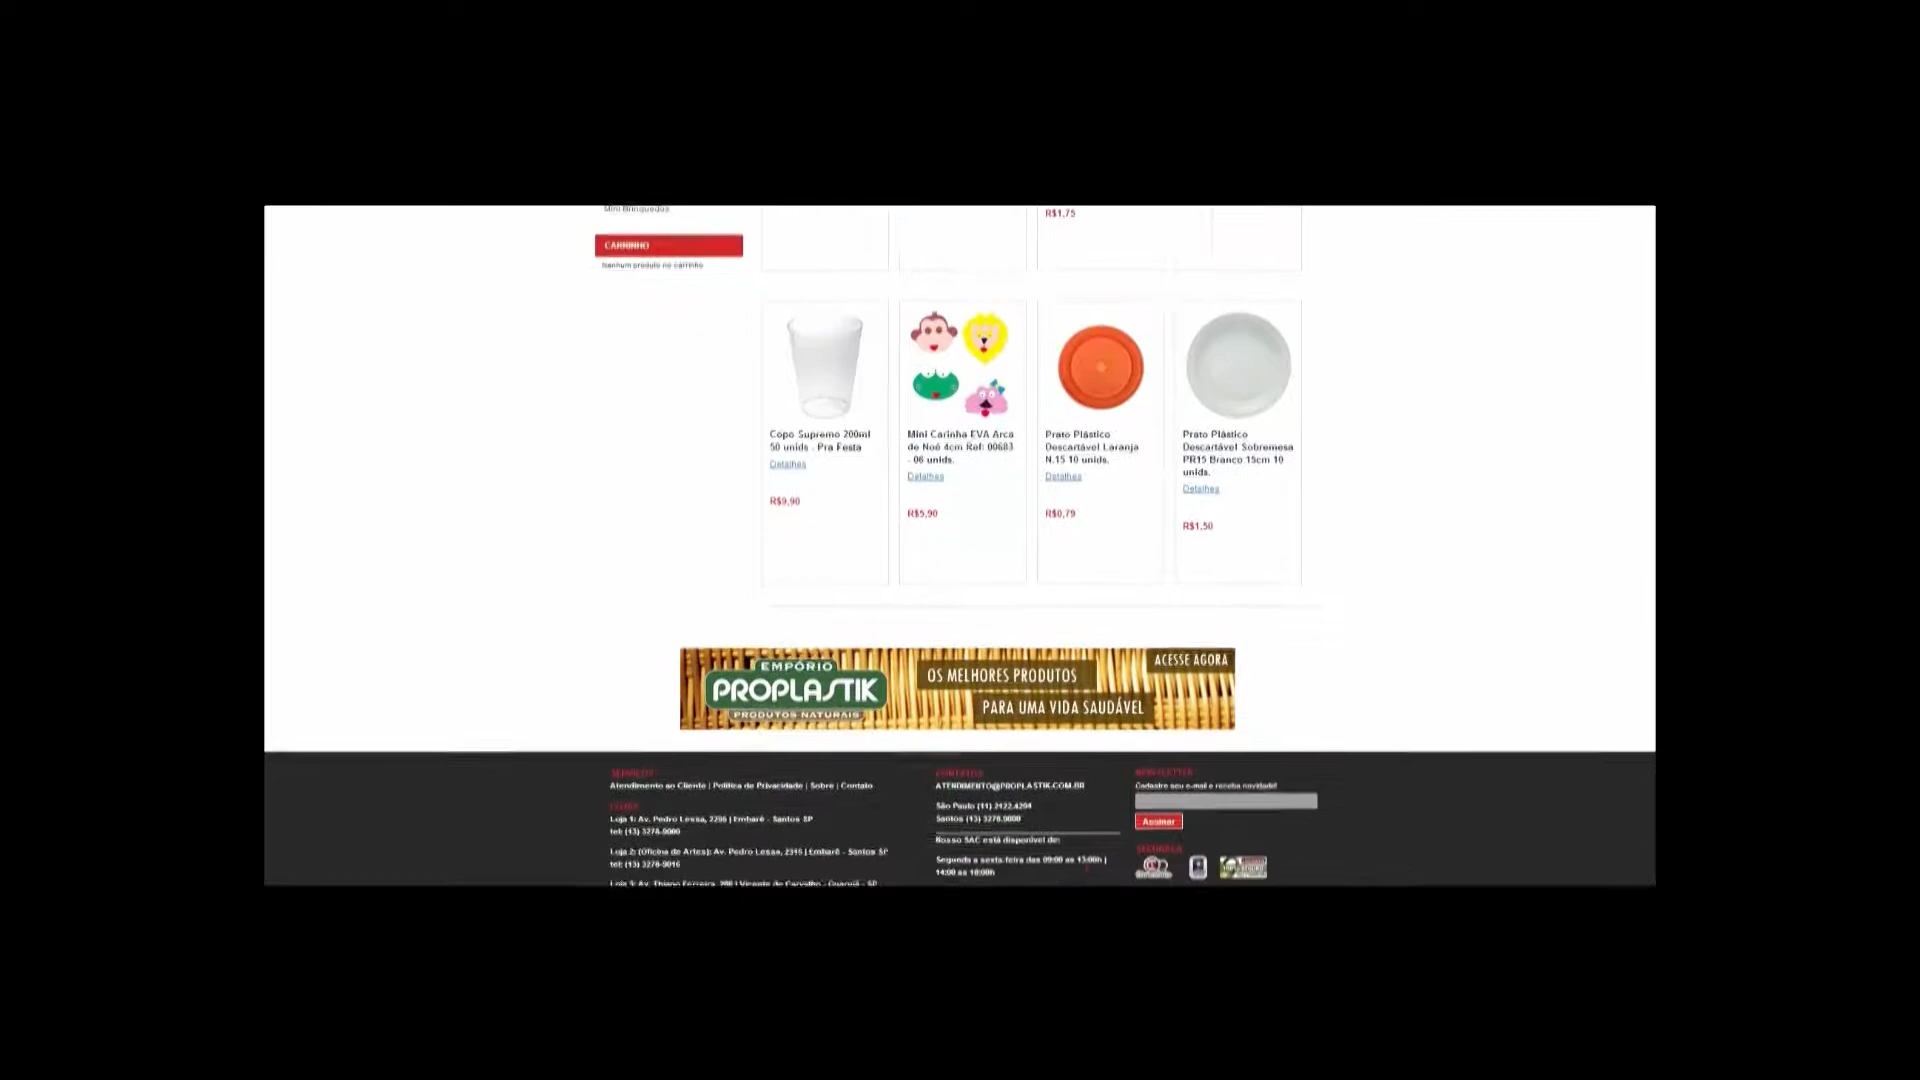 Mini Brinquedos
CARRINHO
Nenhum produto no carrinho
R$1,75
Copo Supremo 200ml
50 unids - Pra Festa
Detalhes
R$9,90
Mini Carinha EVA Arca
de Noé 4cm Ref: 00683
- 06 unids.
Detalhes
R$5,90
Prato Plástico
Descartável Laranja
N.15 10 unids.
Detalhes
R$0,79
Prato Plástico
Descartável Sobremesa
PR15 Branco 15cm 10
unids.
Detalhes
R$1,50
EMPÓRIO
PROPLASTIK
PRODUTOS NATURAIS
OS MELHORES PRODUTOS
PARA UMA VIDA SAUDÁVEL
ACESSE AGORA
SERVIÇOS
Atendimento ao Cliente | Política de Privacidade | Sobre | Contato
Loja 1: Av. Pedro Lessa, 2296 | Embaré - Santos SP
tel: (13) 3278-9000
Loja 2: (Oficina de Artes): Av. Pedro Lessa, 2315 | Embaré - Santos SP
tel: (13) 3278-9016
Loja 3: Av. Thiago Ferreira, | Vicente de Carvalho - Guarujá - SP
CONTATOS
ATENDIMENTO@PROPLASTIK.COM.BR
São Paulo (11) 2122.4204
Santos (13) 3278.9000
Nosso SAC está disponível de:
Segunda a sexta-feira das 09:00 as 13:00h |
14:00 as 18:00h
NEWSLETTER
Cadastre seu e-mail e receba novidade!
Assinar
SEGURANÇA